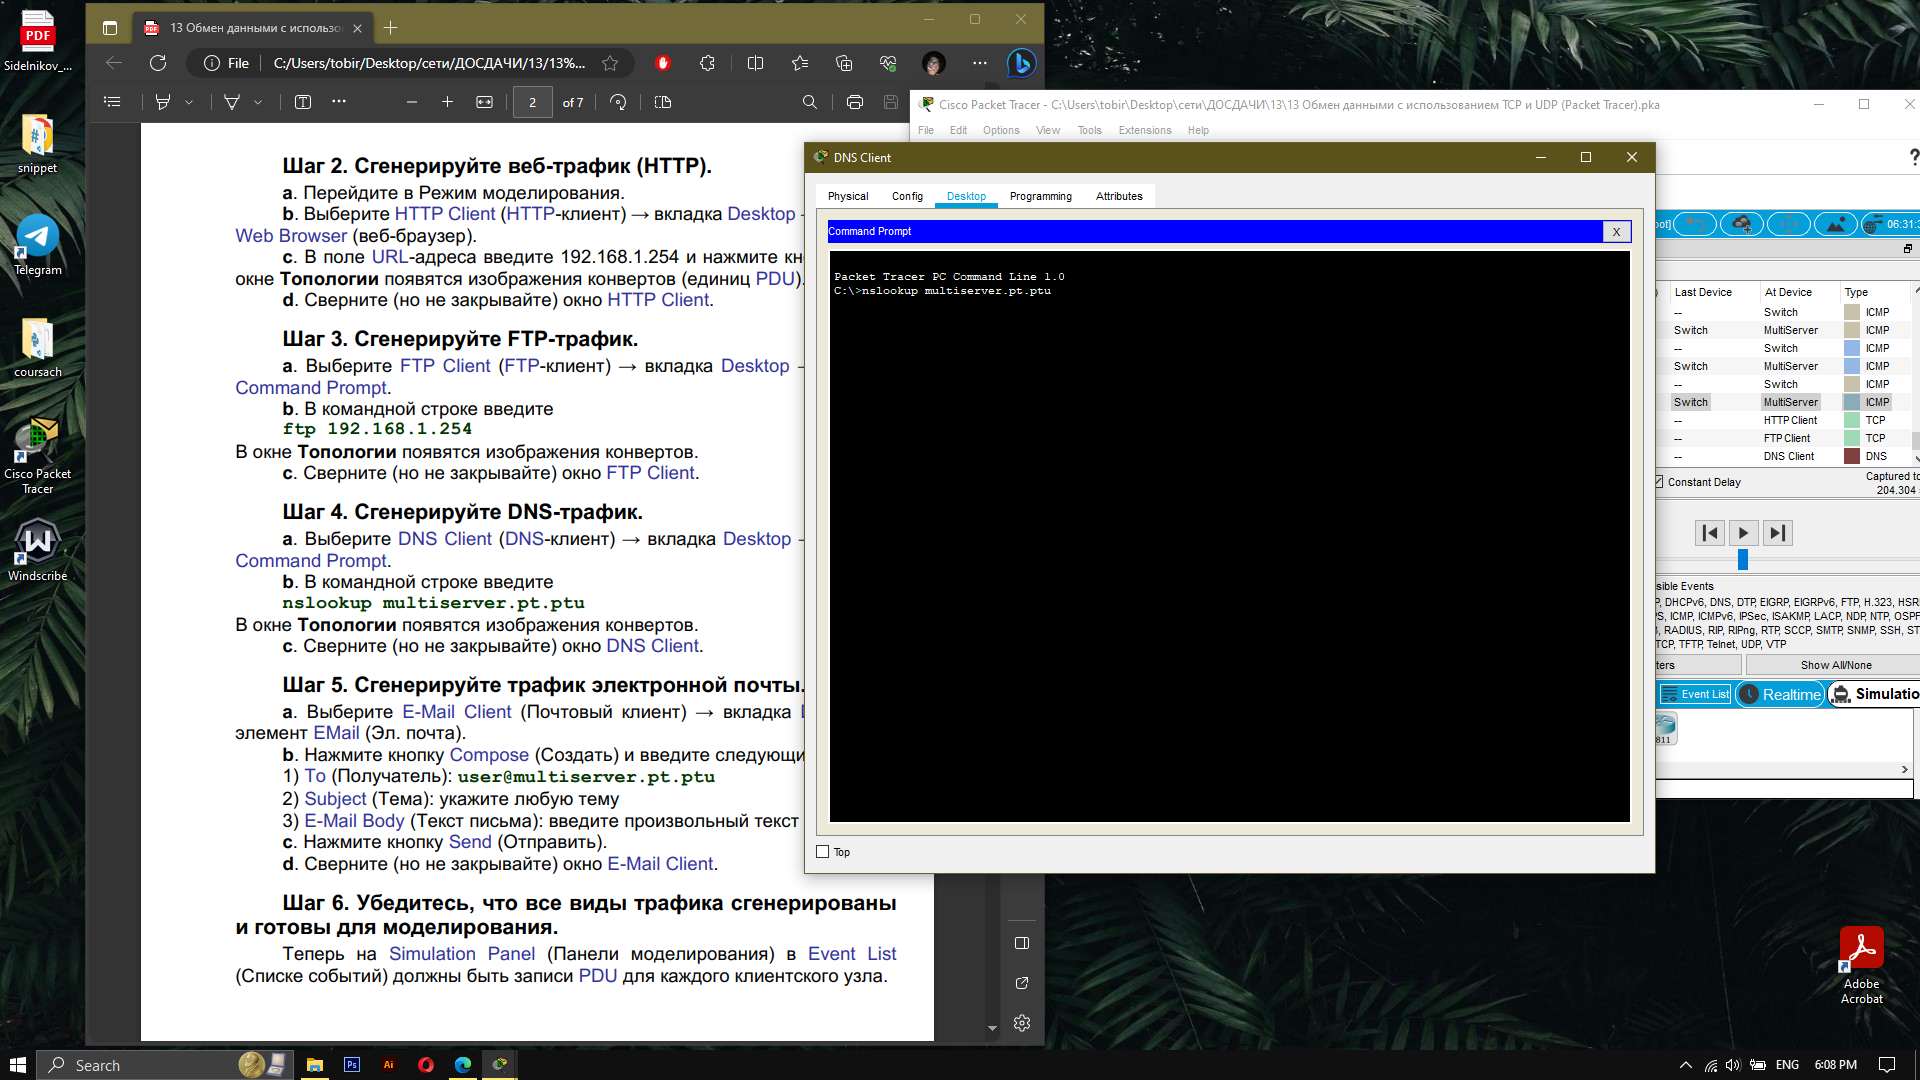 Sidelnikov_...
snippet
Telegram
coursach
Cisco Packet
Tracer
Windscribe
13 Обмен данными с использо
File
C:/Users/tobir/Desktop/сети/ДОСДАЧИ/13/13%...
2 of 7
Шаг 2. Сгенерируйте веб-трафик (HTTP).
a. Перейдите в Режим моделирования.
b. Выберите HTTP Client (HTTP-клиент) → вкладка Desktop
Web Browser (веб-браузер).
c. В поле URL-адреса введите 192.168.1.254 и нажмите
окне Топологии появятся изображения конвертов (единиц PDU).
d. Сверните (но не закрывайте) окно HTTP Client.
Шаг 3. Сгенерируйте FTP-трафик.
a. Выберите FTP Client (FTP-клиент) → вкладка Desktop
Command Prompt.
b. В командной строке введите
ftp 192.168.1.254
В окне Топологии появятся изображения конвертов.
c. Сверните (но не закрывайте) окно FTP Client.
Шаг 4. Сгенерируйте DNS-трафик.
a. Выберите DNS Client (DNS-клиент) → вкладка Desktop
Command Prompt.
b. В командной строке введите
nslookup multiserver.pt.ptu
В окне Топологии появятся изображения конвертов.
c. Сверните (но не закрывайте) окно DNS Client.
Шаг 5. Сгенерируйте трафик электронной почты.
a. Выберите E-Mail Client (Почтовый клиент) → вкладка
элемент EMail (Эл. почта).
b. Нажмите кнопку Compose (Создать) и введите следующи
1) To (Получатель): user@multiserver.pt.ptu
2) Subject (Тема): укажите любую тему
3) E-Mail Body (Текст письма): введите произвольный текст
c. Нажмите кнопку Send (Отправить).
d. Сверните (но не закрывайте) окно E-Mail Client.
Шаг 6. Убедитесь, что все виды трафика сгенерированы
и готовы для моделирования.
Теперь на Simulation Panel (Панели моделирования) в Event List
(Списке событий) должны быть записи PDU для каждого клиентского узла.
Cisco Packet Tracer - C:\Users\tobir\Desktop\сети\ДОСДАЧИ\13\13 Обмен данными с использованием TCP и UDP (Packet Tracer).pka
File Edit Options View Tools Extensions Help
DNS Client
Physical Config Desktop Programming Attributes
Command Prompt
X
Packet Tracer PC Command Line 1.0
C:\>nslookup multiserver.pt.ptu
Top
?
oot]
06:31:3
Last Device At Device Type
-- Switch ICMP
Switch MultiServer ICMP
-- Switch ICMP
Switch MultiServer ICMP
-- Switch ICMP
Switch MultiServer ICMP
-- HTTP Client TCP
-- FTP Client TCP
-- DNS Client DNS
Constant Delay
Captured to
204.304
sible Events
P, DHCPv6, DNS, DTP, EIGRP, EIGRPv6, FTP, H.323, HSR
PS, ICMP, ICMPv6, IPSec, ISAKMP, LACP, NDP, NTP, OSPF
RADIUS, RIP, RIPng, RTP, SCCP, SMTP, SNMP, SSH, ST
TCP, TFTP, Telnet, UDP, VTP
ters
Show All/None
Event List
Realtime
Simulatio
811
Adobe
Acrobat
Search
Ps
Ai
ENG
6:08 PM